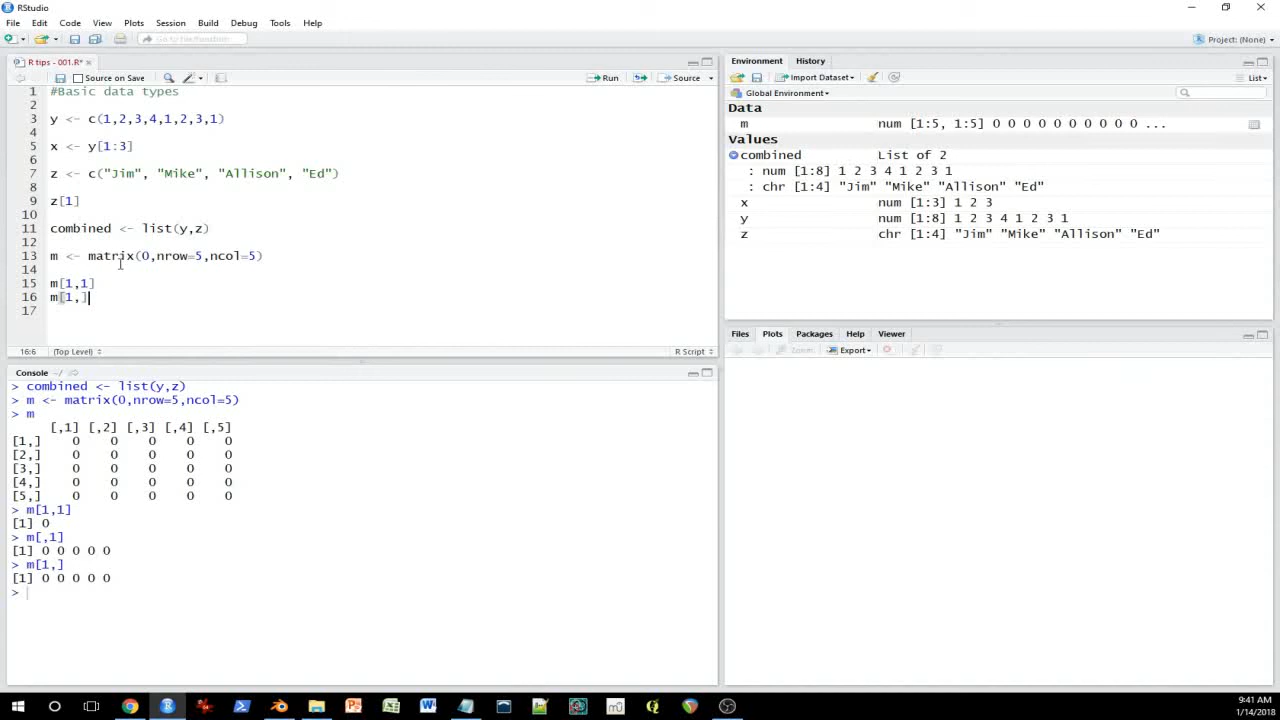 RStudio
File Edit Code View Plots Session Build Debug Tools Help
Go to file/function
Project: (None)
R tips - 001.R*
Source on Save
Run
Source
1 #Basic data types
2
3 y <- c(1,2,3,4,1,2,3,1)
4
5 x <- y[1:3]
6
7 z <- c("Jim", "Mike", "Allison", "Ed")
8
9 z[1]
10
11 combined <- list(y,z)
12
13 m <- matrix(0,nrow=5,ncol=5)
14
15 m[1,1]
16 m[1,]
17
16:6 (Top Level) R Script
Console ~/
> combined <- list(y,z)
> m <- matrix(0,nrow=5,ncol=5)
> m
[,1] [,2] [,3] [,4] [,5]
[1,] 0 0 0 0 0
[2,] 0 0 0 0 0
[3,] 0 0 0 0 0
[4,] 0 0 0 0 0
[5,] 0 0 0 0 0
> m[1,1]
[1] 0
> m[,1]
[1] 0 0 0 0 0
> m[1,]
[1] 0 0 0 0 0
>
Environment History
Import Dataset List
Global Environment
Data
m num [1:5, 1:5] 0 0 0 0 0 0 0 0 0 0 ...
Values
combined List of 2
: num [1:8] 1 2 3 4 1 2 3 1
: chr [1:4] "Jim" "Mike" "Allison" "Ed"
x num [1:3] 1 2 3
y num [1:8] 1 2 3 4 1 2 3 1
z chr [1:4] "Jim" "Mike" "Allison" "Ed"
Files Plots Packages Help Viewer
Zoom Export
9:41 AM
1/14/2018